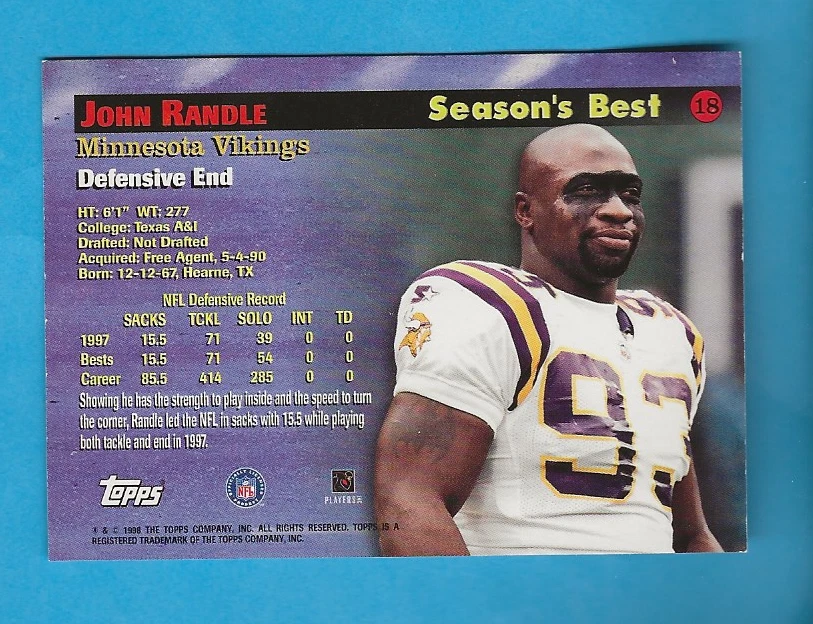 JOHN RANDLE Season's Best 18
Minnesota Vikings
Defensive End
HT: 6'1" WT: 277
College: Texas A&I
Drafted: Not Drafted
Acquired: Free Agent, 5-4-90
Born: 12-12-67, Hearne, TX
NFL Defensive Record
SACKS TCKL SOLO INT TD
1997 15.5 71 39 0 0
Bests 15.5 71 54 0 0
Career 85.5 414 285 0 0
Showing he has the strength to play inside and the speed to turn
the corner, Randle led the NFL in sacks with 15.5 while playing
both tackle and end in 1997.
93
Topps NFL PLAYERS
® & © 1998 THE TOPPS COMPANY, INC. ALL RIGHTS RESERVED. TOPPS IS A
REGISTERED TRADEMARK OF THE TOPPS COMPANY, INC.